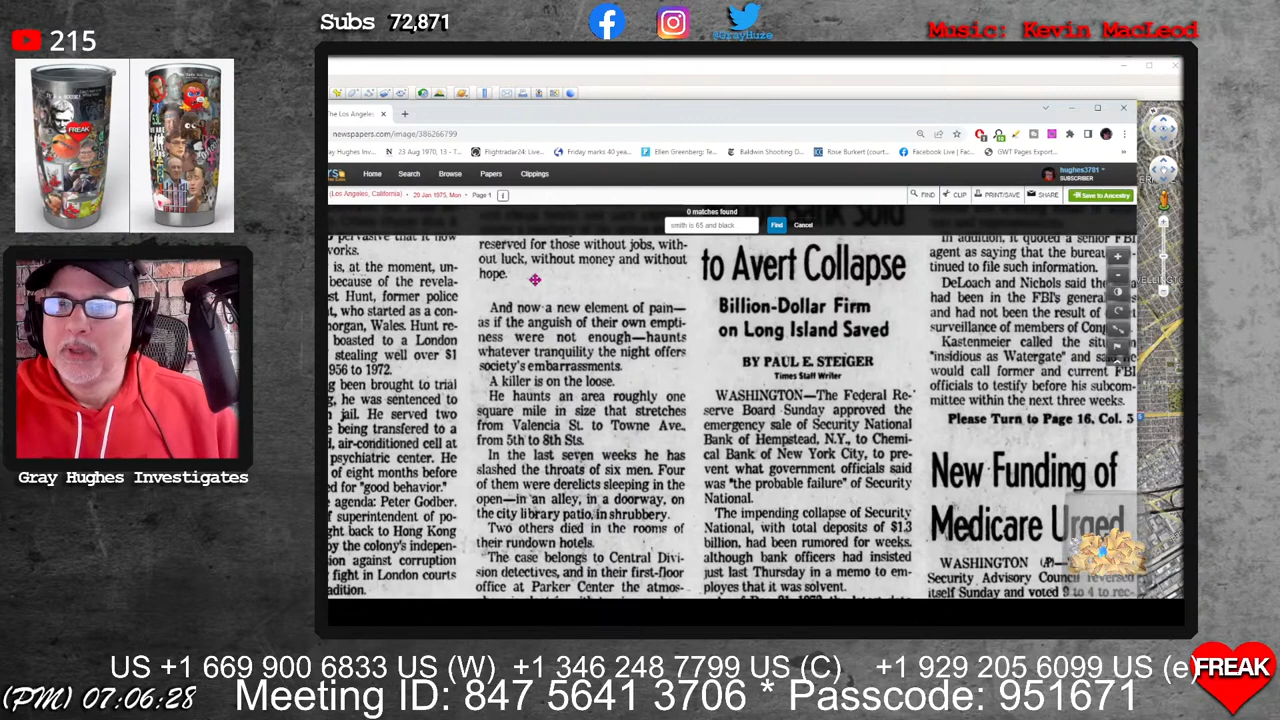 215
Subs 72,871
@GrayHuze
Music: Kevin MacLeod
FREAK
Gray Hughes Investigates
The Los Angeles
newspapers.com/image/386266799
23 Aug 1970, 13 - T...
Flightradar24: Live...
Friday marks 40 ye...
Ellen Greenberg: Te...
Baldwin Shooting D...
Rose Burkert (court...
Facebook Live | Fac...
GWT Pages Export...
Home
Search
Browse
Papers
Clippings
hughes3701
SUBSCRIBER
(Los Angeles, California)
Page 1
FIND
CLIP
PRINT/SAVE
SHARE
Save to Ancestry
0 matches found
smith is 65 and black
Find
Cancel
pervasive that it now
works.
is, at the moment, un-
because of the revela-
st Hunt, former police
t, who started as a con-
morgan, Wales. Hunt re-
boasted to a London
stealing well over $1
956 to 1972.
g been brought to trial
g, he was sentenced to
n jail. He served two
e being transferred to a
d, air-conditioned cell at
psychiatric center. He
of eight months before
d for "good behavior."
agenda: Peter Godber.
f superintendent of po-
ght back to Hong Kong
by the colony's indepen-
on against corruption
fight in London courts
adition.
reserved for those without jobs, with-
out luck, without money and without
hope.
And now a new element of pain—
as if the anguish of their own empti-
ness were not enough—haunts
whatever tranquility the night offers
society's embarrassments.
A killer is on the loose.
He haunts an area roughly one
square mile in size that stretches
from Valencia St. to Towne Ave.,
from 5th to 8th Sts.
In the last seven weeks he has
slashed the throats of six men. Four
of them were derelicts sleeping in the
open—in an alley, in a doorway, on
the city library patio, in shrubbery.
Two others died in the rooms of
their rundown hotels.
The case belongs to Central Divi-
sion detectives, and in their first-floor
office at Parker Center the atmos-
to Avert Collapse
Billion-Dollar Firm
on Long Island Saved
BY PAUL E. STEIGER
Times Staff Writer
WASHINGTON—The Federal Re-
serve Board Sunday approved the
emergency sale of Security National
Bank of Hempstead, N.Y., to Chemi-
cal Bank of New York City, to pre-
vent what government officials said
was "the probable failure" of Security
National.
The impending collapse of Security
National, with total deposits of $1.3
billion, had been rumored for weeks,
although bank officers had insisted
just last Thursday in a memo to em-
ployes that it was solvent.
In addition, it quoted a senior FBI
agent as saying that the bureau
tinued to file such information.
DeLoach and Nichols said the
had been in the FBI's general
and had not been the result of
surveillance of members of Cong
Kastenmeier called the situ
"insidious as Watergate" and
would call former and current FBI
officials to testify before his subcom-
mittee within the next three weeks.
Please Turn to Page 16, Col. 3
New Funding of
Medicare Urged
WASHINGTON
Security Advisory Council reversed
itself Sunday and voted 9 to 4 to rec-
US +1 669 900 6833 US (W) +1 346 248 7799 US (C) +1 929 205 6099 US (e)
Meeting ID: 847 5641 3706 * Passcode: 951671
(PM) 07:06:28
FREAK